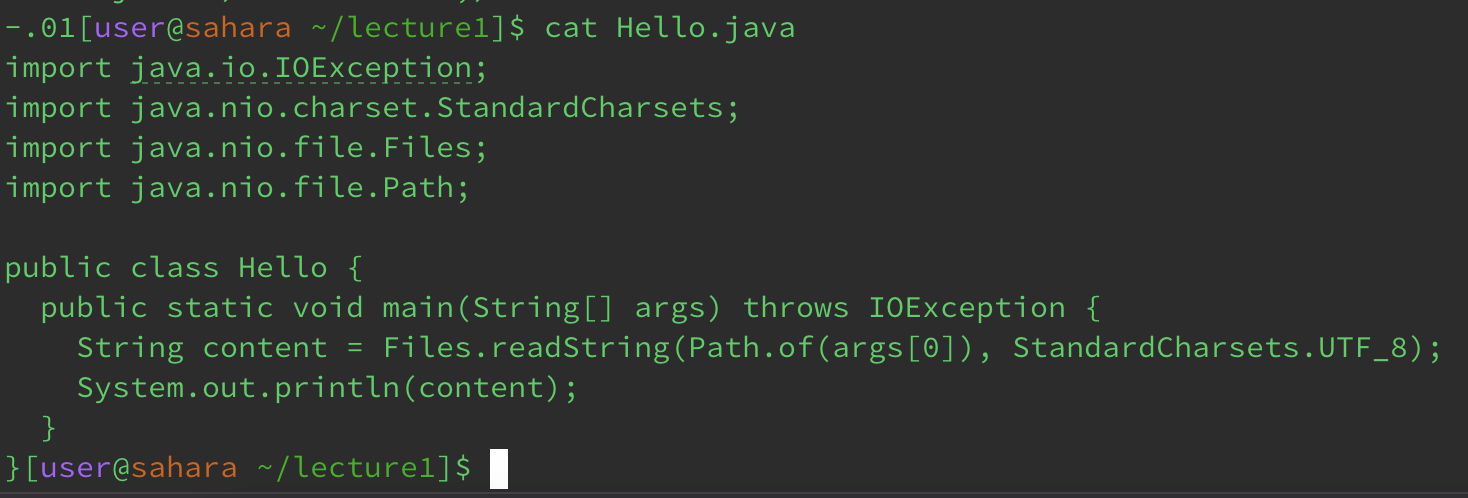 -.01[user@sahara ~/lecture1]$ cat Hello.java
import java.io.IOException;
import java.nio.charset.StandardCharsets;
import java.nio.file.Files;
import java.nio.file.Path;

public class Hello {
  public static void main(String[] args) throws IOException {
    String content = Files.readString(Path.of(args[0]), StandardCharsets.UTF_8);
    System.out.println(content);
  }
}[user@sahara ~/lecture1]$